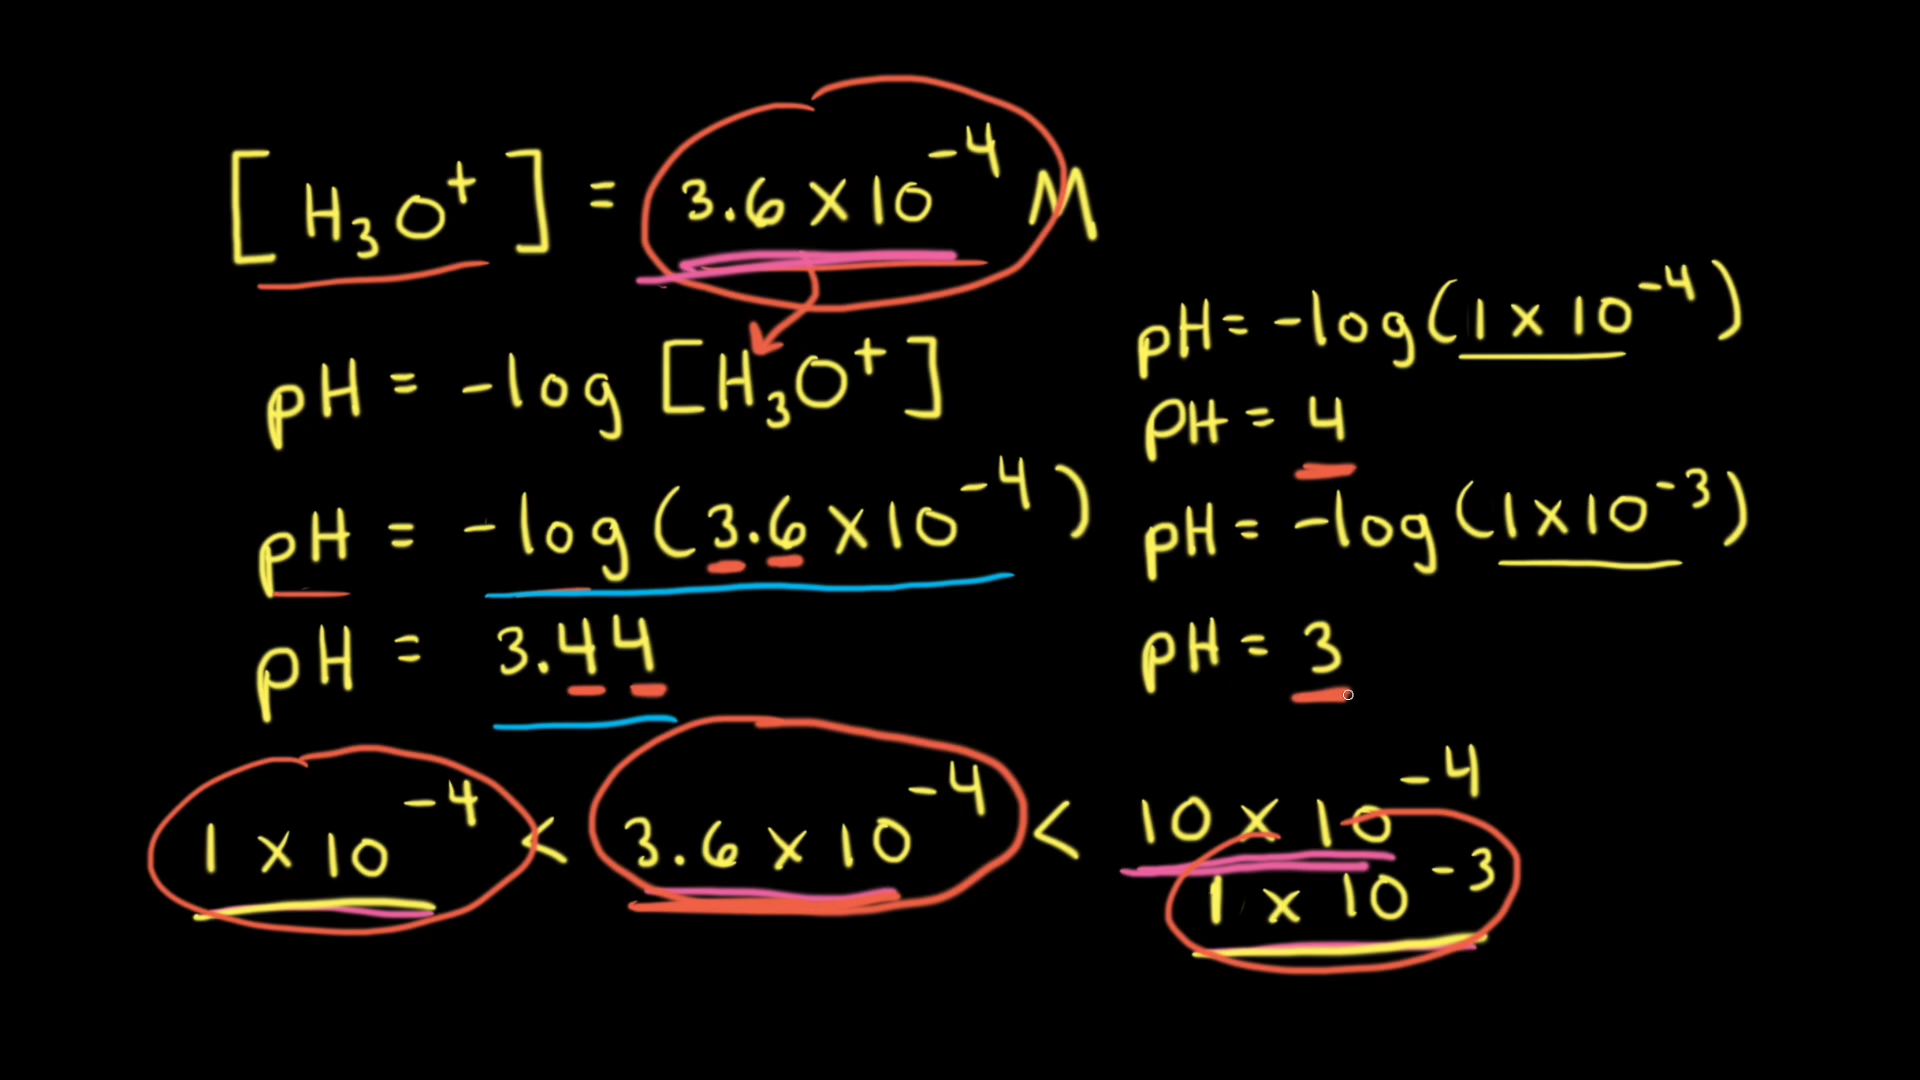 [H₃O⁺] = 3.6 x 10⁻⁴ M
pH = -log [H₃O⁺]
pH = -log (3.6 x 10⁻⁴)
pH = 3.44
pH = -log (1 x 10⁻⁴)
pH = 4
pH = -log (1 x 10⁻³)
pH = 3
1 x 10⁻⁴ < 3.6 x 10⁻⁴ < 10 x 10⁻⁴
1 x 10⁻³